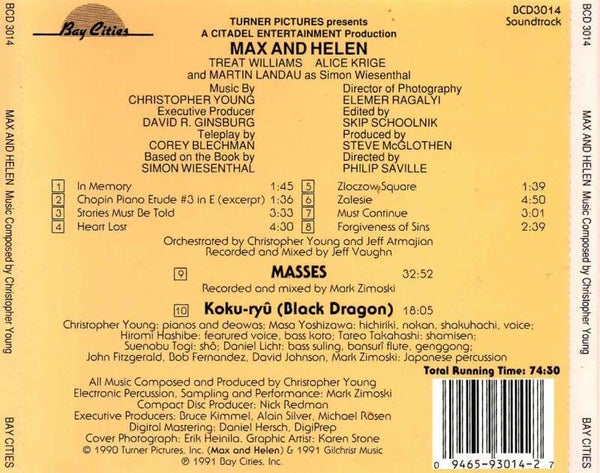 BCD 3014
MAX AND HELEN Music Composed by Christopher Young
BAY CITIES
Bay Cities
TURNER PICTURES presents
A CITADEL ENTERTAINMENT Production
BCD3014
Soundtrack
MAX AND HELEN
TREAT WILLIAMS ALICE KRIGE
and MARTIN LANDAU as Simon Wiesenthal
Music By
CHRISTOPHER YOUNG
Executive Producer
DAVID R. GINSBURG
Teleplay by
COREY BLECHMAN
Based on the Book by
SIMON WIESENTHAL
Director of Photography
ELEMER RAGALYI
Edited by
SKIP SCHOOLNIK
Produced by
STEVE McGLOTHEN
Directed by
PHILIP SAVILLE
1 In Memory 1:45
2 Chopin Piano Etude #3 in E (excerpt) 1:36
3 Stories Must Be Told 3:33
4 Heart Lost 4:30
5 Zloczow Square 1:39
6 Zalesie 4:50
7 Must Continue 3:01
8 Forgiveness of Sins 2:39
Orchestrated by Christopher Young and Jeff Atmajian
Recorded and Mixed by Jeff Vaughn
9 MASSES 32:52
Recorded and mixed by Mark Zimoski
10 Koku-ryû (Black Dragon) 18:05
Christopher Young: pianos and deowas; Masa Yoshizawa: hichiriki, nokan, shakuhachi, voice;
Hiromi Hashibe: featured voice, bass koto; Tareo Takahashi: shamisen;
Suenobu Togi: shō; Daniel Licht: bass suling, bansurî flute, genggong;
John Fitzgerald, Bob Fernandez, David Johnson, Mark Zimoski: Japanese percussion
Total Running Time: 74:30
All Music Composed and Produced by Christopher Young
Electronic Percussion, Sampling and Performance: Mark Zimoski
Compact Disc Producer: Nick Redman
Executive Producers: Bruce Kimmel, Alain Silver, Michael Rösen
Digital Mastering: Daniel Hersch, DigiPrep
Cover Photograph: Erik Heinila. Graphic Artist: Karen Stone
© 1990 Turner Pictures, Inc. (Max and Helen) & 1991 Gilchrist Music
℗ 1991 Bay Cities, Inc.
0 9465-93014-2 7
BCD 3014
MAX AND HELEN Music Composed by Christopher Young
BAY CITIES